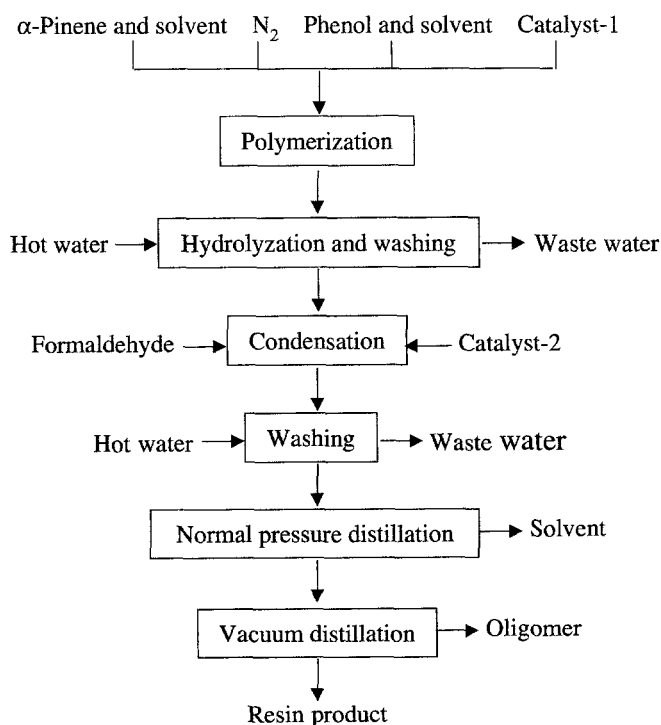 α-Pinene and solvent N₂ Phenol and solvent Catalyst-1
Polymerization
Hot water Hydrolyzation and washing Waste water
Formaldehyde Condensation Catalyst-2
Hot water Washing Waste water
Normal pressure distillation Solvent
Vacuum distillation Oligomer
Resin product